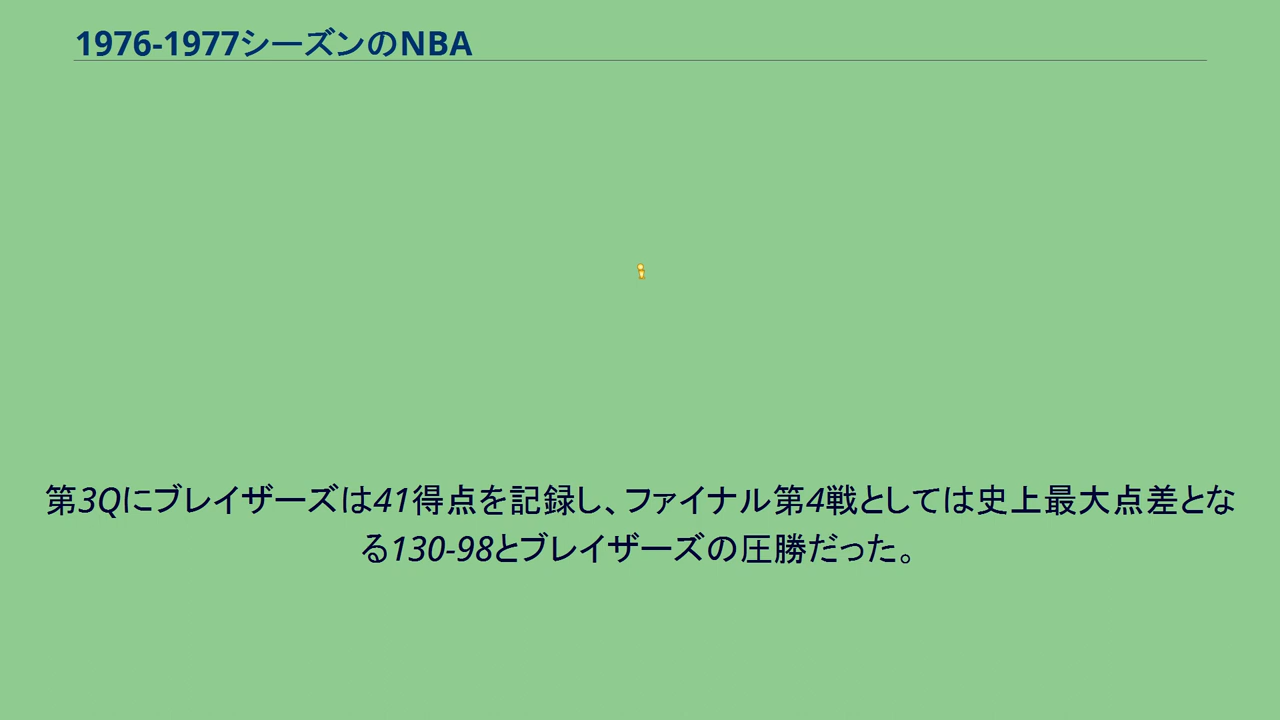 1976-1977シーズンのNBA
第3Qにブレイザーズは41得点を記録し、ファイナル第4戦としては史上最大点差とな
る130-98とブレイザーズの圧勝だった。